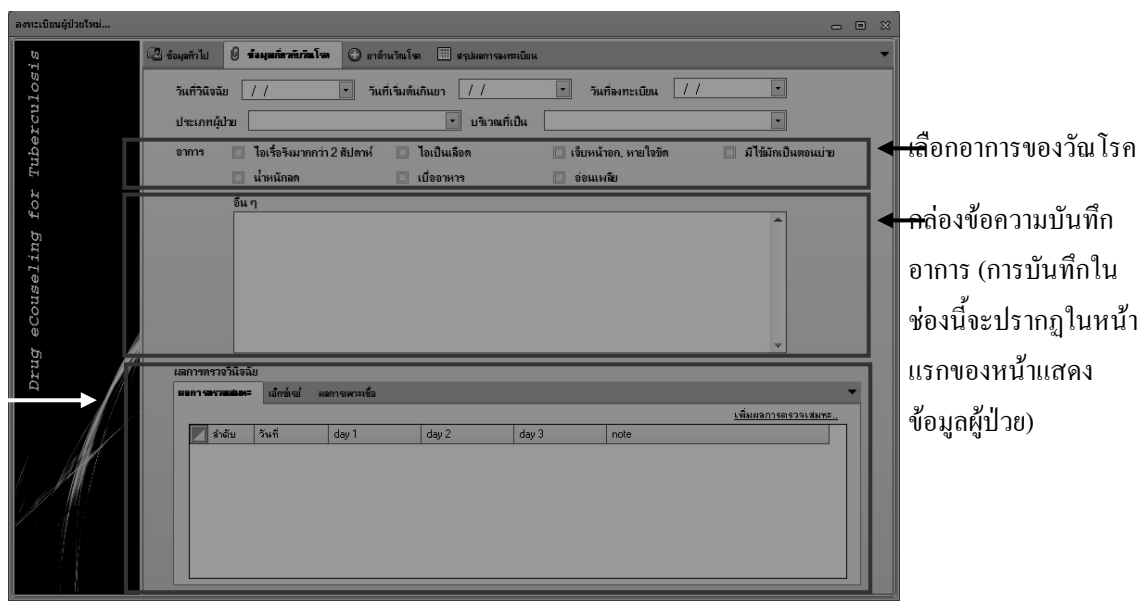 ลงทะเบียนผู้ป่วยใหม่...
ข้อมูลทั่วไป ข้อมูลเกี่ยวกับวัณโรค ยาต้านวัณโรค สรุปผลการลงทะเบียน
Drug eCouseling for Tuberculosis
วันที่วินิจฉัย / / วันที่เริ่มต้นกินยา / / วันที่ลงทะเบียน / /
ประเภทผู้ป่วย บริเวณที่เป็น
อาการ ไอเรื้อรังมากกว่า 2 สัปดาห์ ไอเป็นเลือด เจ็บหน้าอก, หายใจขัด มีไข้มักเป็นตอนบ่าย
น้ำหนักลด เบื่ออาหาร อ่อนเพลีย
อื่น ๆ
ผลการตรวจวินิจฉัย
ผลการตรวจเสมหะ เอ็กซ์เรย์ ผลการเพาะเชื้อ
เพิ่มผลการตรวจเสมหะ..
ลำดับ วันที่ day 1 day 2 day 3 note
เลือกอาการของวัณโรค
กล่องข้อความบันทึก
อาการ (การบันทึกใน
ช่องนี้จะปรากฏในหน้า
แรกของหน้าแสดง
ข้อมูลผู้ป่วย)